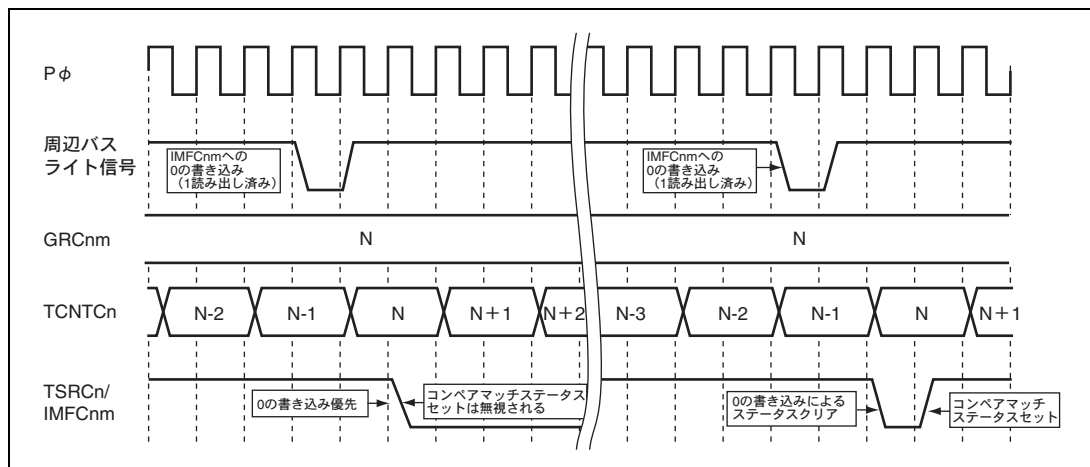 Pφ
周辺バス
ライト信号
IMFCnmへの
0の書き込み
（1読み出し済み）
IMFCnmへの
0の書き込み
（1読み出し済み）
GRCnm
N
N
TCNTCn
N-2
N-1
N
N＋1
N＋2
N-3
N-2
N-1
N
N＋1
TSRCn/
IMFCnm
0の書き込み優先
コンペアマッチステータス
セットは無視される
0の書き込みによる
ステータスクリア
コンペアマッチ
ステータスセット